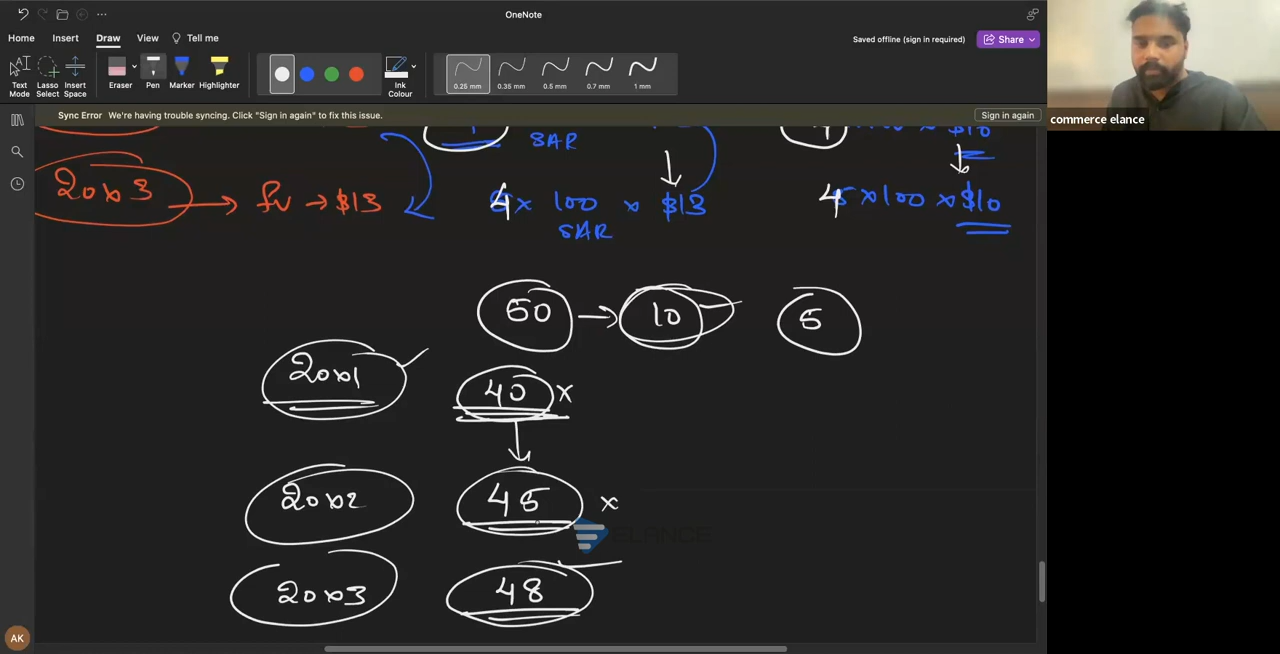 OneNote
Home Insert Draw View Tell me
Saved offline (sign in required) Share
Text Mode Lasso Select Insert Space Eraser Pen Marker Highlighter Ink Colour 0.25 mm 0.35 mm 0.5 mm 0.7 mm 1 mm
commerce elance
Sync Error We're having trouble syncing. Click "Sign in again" to fix this issue. Sign in again
SAR $10
20x3 → fv → $13 4 x 100 x $13 4 x 100 x $10
SAR
50 → 10 5
20x1 40 x
20x2 45 x
ELANCE
20x3 48
AK